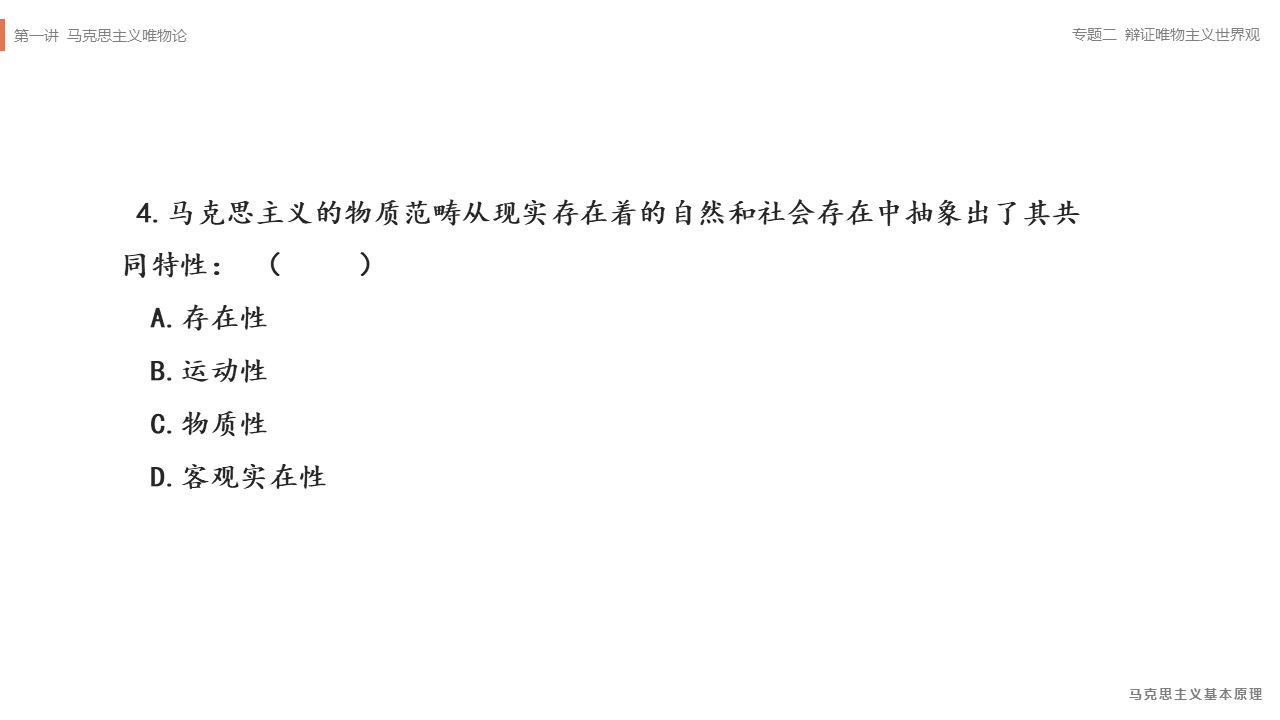 第一讲 马克思主义唯物论
专题二 辩证唯物主义世界观
4.马克思主义的物质范畴从现实存在着的自然和社会存在中抽象出了其共
同特性： （ ）
A.存在性
B.运动性
C.物质性
D.客观实在性
马克思主义基本原理